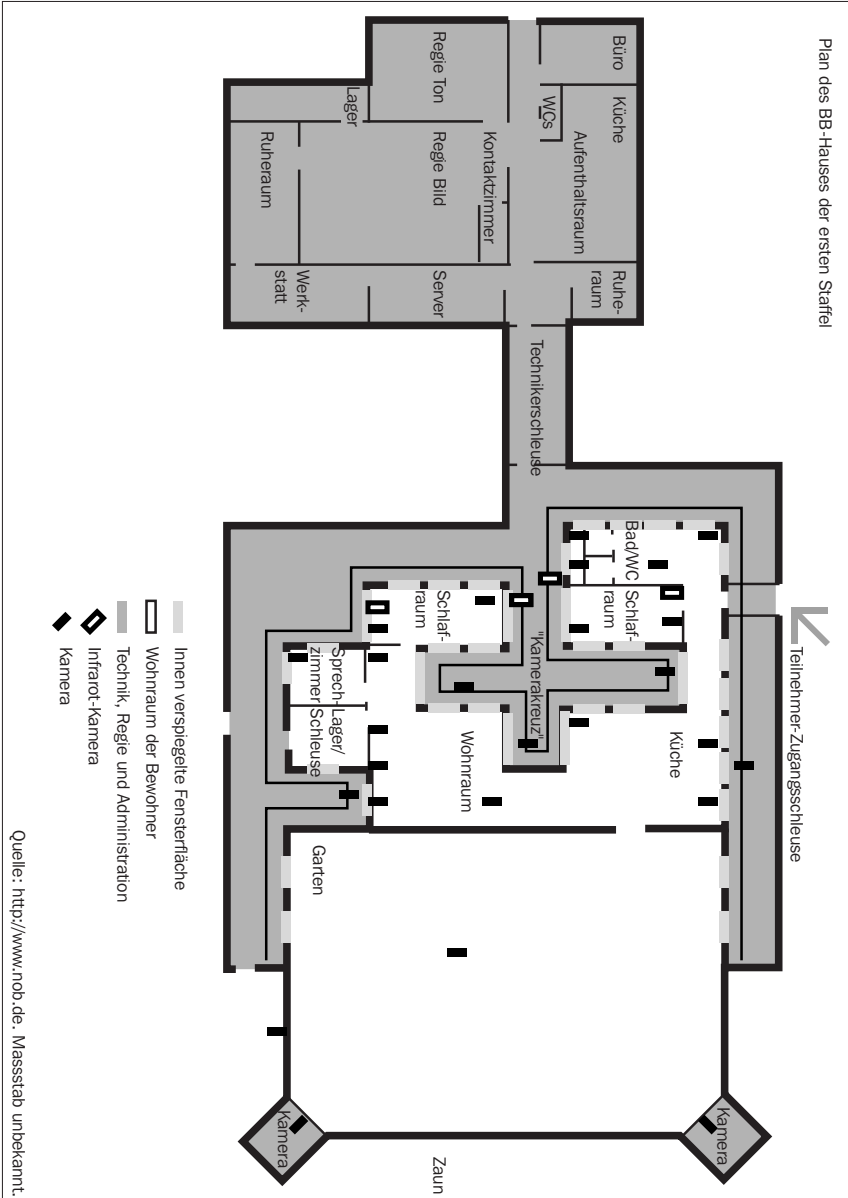 Plan des BB-Hauses der ersten Staffel
Teilnehmer-Zugangsschleuse
Büro
Küche
Ruhe-
raum
WCs
Aufenthaltsraum
Kontaktzimmer
Regie Ton
Regie Bild
Server
Lager
Ruheraum
Werk-
statt
Technikerschleuse
Bad/WC
Schlaf-
raum
Küche
"Kamerakreuz"
Schlaf-
raum
Wohnraum
Sprech-
zimmer
Lager/
Schleuse
Garten
Kamera
Kamera
Zaun
Innen verspiegelte Fensterfläche
Wohnraum der Bewohner
Technik, Regie und Administration
Infrarot-Kamera
Kamera
Quelle: http://www.nob.de. Massstab unbekannt.